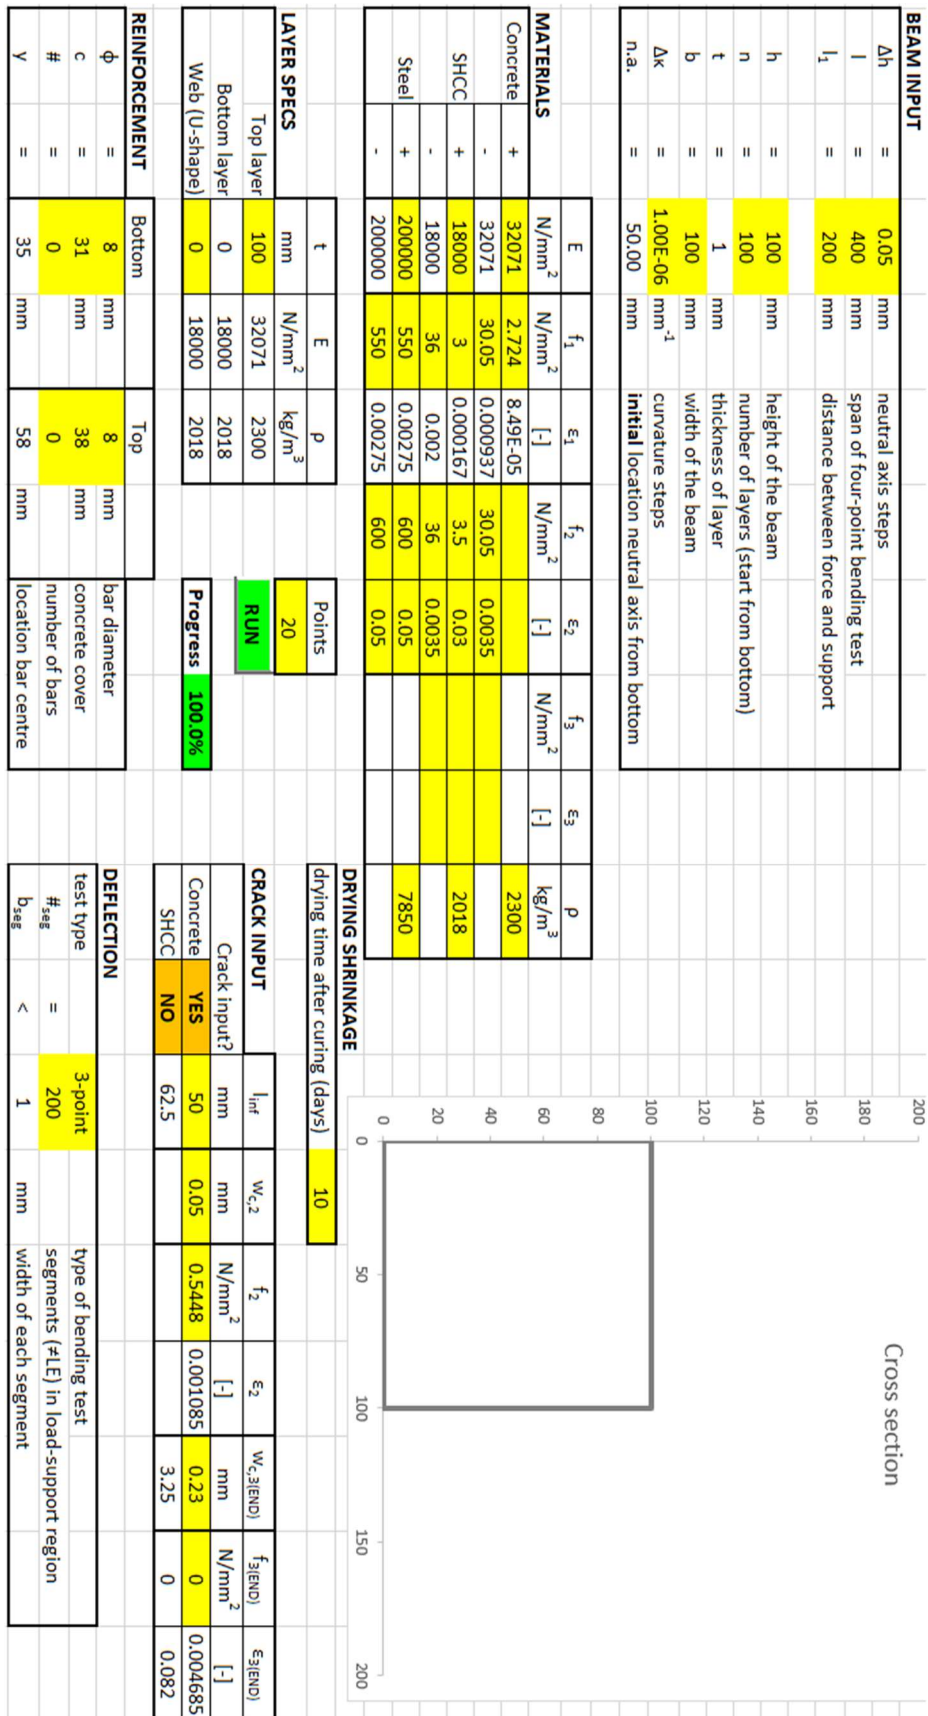 BEAM INPUT
Δh = 0.05 mm neutral axis steps
l = 400 mm span of four-point bending test
l₁ = 200 mm distance between force and support
h = 100 mm height of the beam
n = 100 number of layers (start from bottom)
t = 1 mm thickness of layer
b = 100 mm width of the beam
Δκ = 1.00E-06 mm⁻¹ curvature steps
n.a. = 50.00 mm initial location neutral axis from bottom
MATERIALS
E f₁ ε₁ f₂ ε₂ f₃ ε₃ ρ
N/mm² N/mm² [-] N/mm² [-] N/mm² [-] kg/m³
Concrete + 32071 2.724 8.49E-05 2300
- 32071 30.05 0.000937 30.05 0.0035
SHCC + 18000 3 0.000167 3.5 0.03 2018
- 18000 36 0.002 36 0.0035
Steel + 200000 550 0.00275 600 0.05 7850
- 200000 550 0.00275 600 0.05
LAYER SPECS
t E ρ
mm N/mm² kg/m³
Top layer 100 32071 2300
Bottom layer 0 18000 2018
Web (U-shape) 0 18000 2018
Points
20
RUN
Progress 100.0%
REINFORCEMENT
Bottom Top
ϕ = 8 mm 8 mm bar diameter
c = 31 mm 38 mm concrete cover
# = 0 0 number of bars
y = 35 mm 58 mm location bar centre
Cross section
200
180
160
140
120
100
80
60
40
20
0
0 50 100 150 200
DRYING SHRINKAGE
drying time after curing (days) 10
CRACK INPUT
l_inf w_c,2 f₂ ε₂ w_c,3(END) f_3(END) ε_3(END)
Crack input? mm mm N/mm² [-] mm N/mm² [-]
Concrete YES 50 0.05 0.5448 0.001085 0.23 0 0.004685
SHCC NO 62.5 3.25 0 0.082
DEFLECTION
test type 3-point type of bending test
#seg = 200 segments (≠LE) in load-support region
b_seg < 1 mm width of each segment